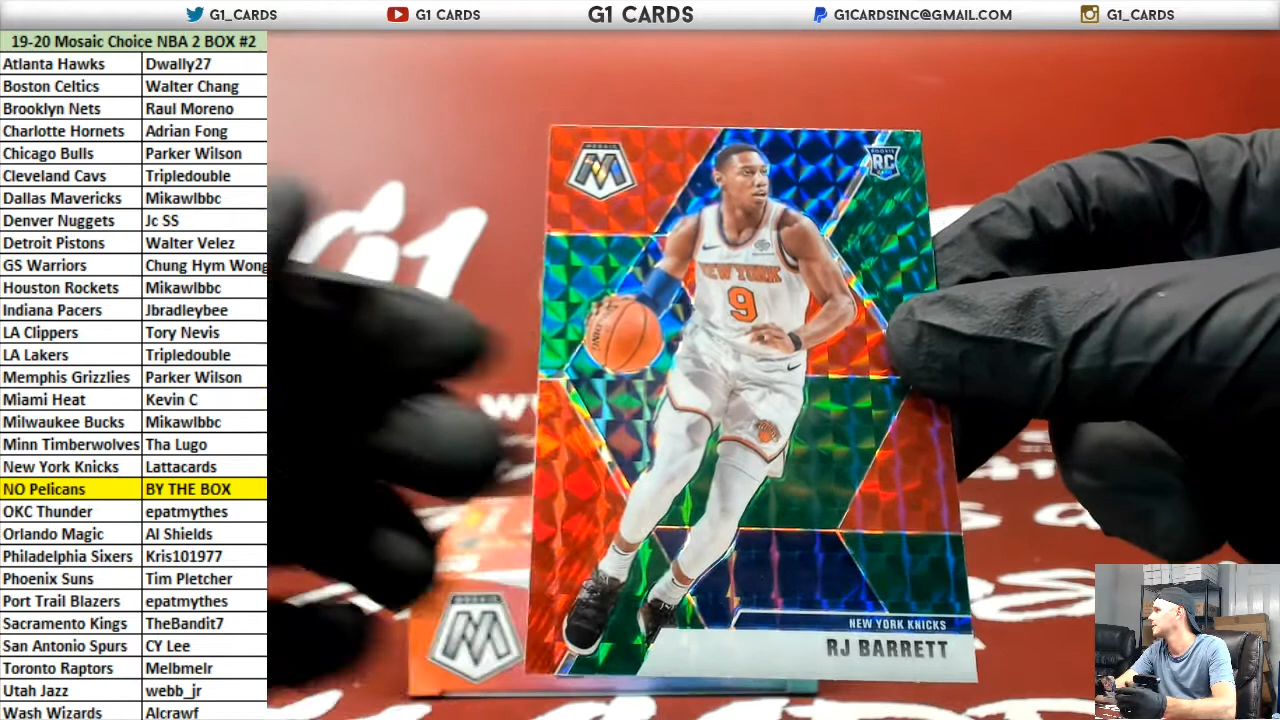 G1_CARDS
G1 CARDS
G1 CARDS
G1CARDSINC@GMAIL.COM
G1_CARDS
19-20 Mosaic Choice NBA 2 BOX #2
Atlanta Hawks Dwally27
Boston Celtics Walter Chang
Brooklyn Nets Raul Moreno
Charlotte Hornets Adrian Fong
Chicago Bulls Parker Wilson
Cleveland Cavs Tripledouble
Dallas Mavericks Mikawlbbc
Denver Nuggets Jc SS
Detroit Pistons Walter Velez
GS Warriors Chung Hym Wong
Houston Rockets Mikawlbbc
Indiana Pacers Jbradleybee
LA Clippers Tory Nevis
LA Lakers Tripledouble
Memphis Grizzlies Parker Wilson
Miami Heat Kevin C
Milwaukee Bucks Mikawlbbc
Minn Timberwolves Tha Lugo
New York Knicks Lattacards
NO Pelicans BY THE BOX
OKC Thunder epatmythes
Orlando Magic Al Shields
Philadelphia Sixers Kris101977
Phoenix Suns Tim Pletcher
Port Trail Blazers epatmythes
Sacramento Kings TheBandit7
San Antonio Spurs CY Lee
Toronto Raptors Melbmelr
Utah Jazz webb_jr
Wash Wizards Alcrawf
MOSAIC
M
ROOKIE
RC
NEW YORK
9
NEW YORK KNICKS
RJ BARRETT
MOSAIC
M
G1